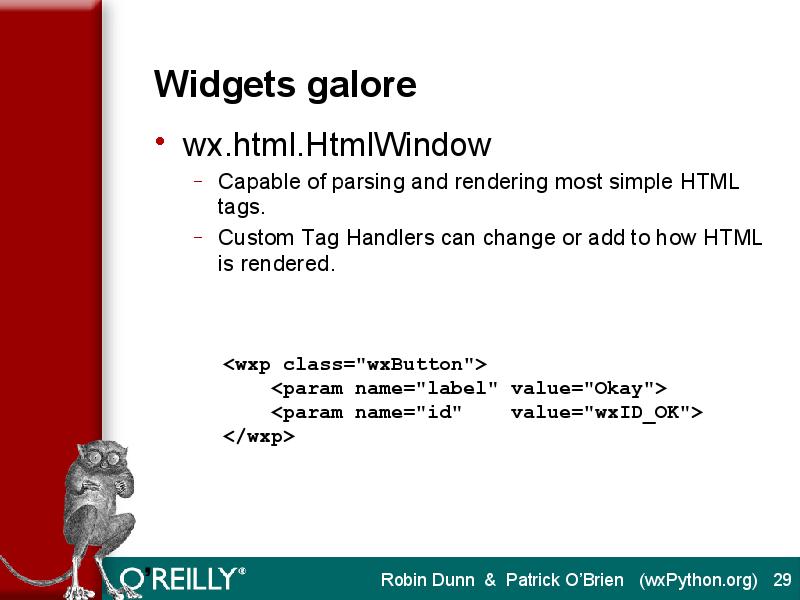 Widgets galore
• wx.html.HtmlWindow
– Capable of parsing and rendering most simple HTML
tags.
– Custom Tag Handlers can change or add to how HTML
is rendered.
<wxp class="wxButton">
    <param name="label" value="Okay">
    <param name="id"    value="wxID_OK">
</wxp>
O'REILLY®
Robin Dunn & Patrick O'Brien (wxPython.org) 29